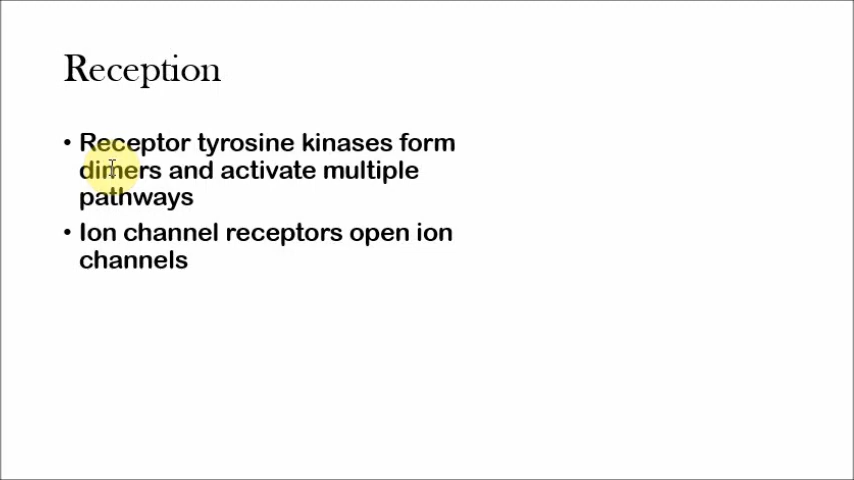 Reception
• Receptor tyrosine kinases form
dimers and activate multiple
pathways
• Ion channel receptors open ion
channels